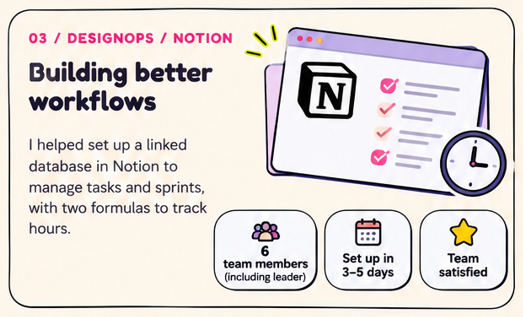 03 / DESIGNOPS / NOTION
Building better
workflows
I helped set up a linked
database in Notion to
manage tasks and sprints,
with two formulas to track
hours.
N
6
team members
(including leader)
Set up in
3–5 days
Team
satisfied